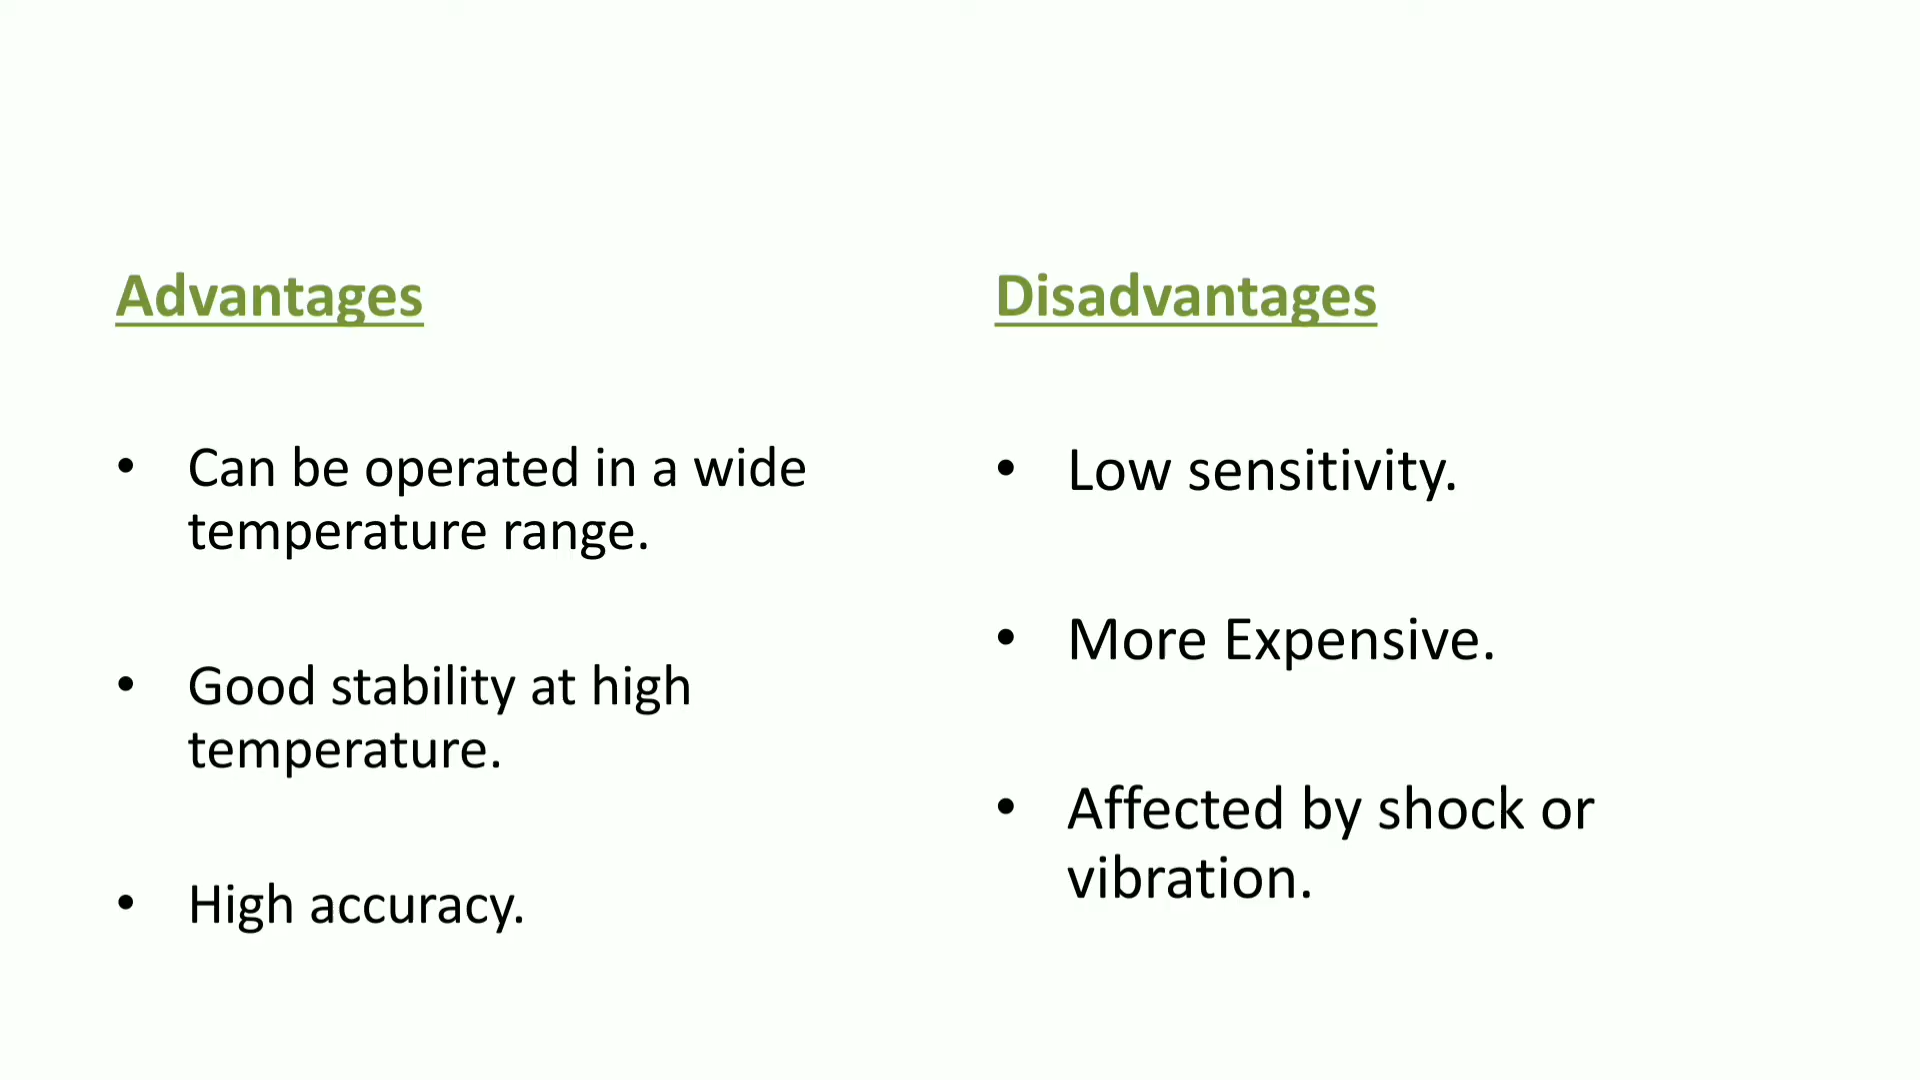 Advantages
• Can be operated in a wide
temperature range.
• Good stability at high
temperature.
• High accuracy.
Disadvantages
• Low sensitivity.
• More Expensive.
• Affected by shock or
vibration.